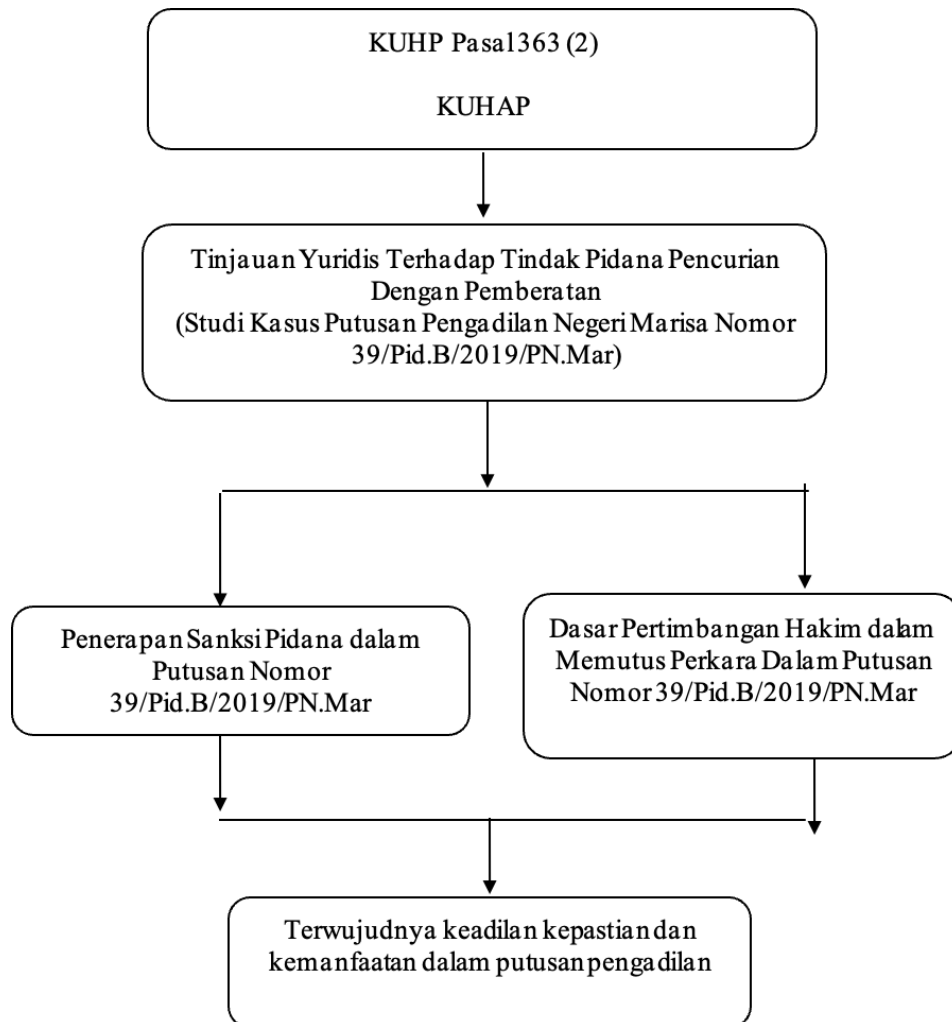 KUHP Pasal363 (2)
KUHAP
Tinjauan Yuridis Terhadap Tindak Pidana Pencurian
Dengan Pemberatan
(Studi Kasus Putusan Pengadilan Negeri Marisa Nomor
39/Pid.B/2019/PN.Mar)
Penerapan Sanksi Pidana dalam
Putusan Nomor
39/Pid.B/2019/PN.Mar
Dasar Pertimbangan Hakim dalam
Memutus Perkara Dalam Putusan
Nomor 39/Pid.B/2019/PN.Mar
Terwujudnya keadilan kepastian dan
kemanfaatan dalam putusan pengadilan